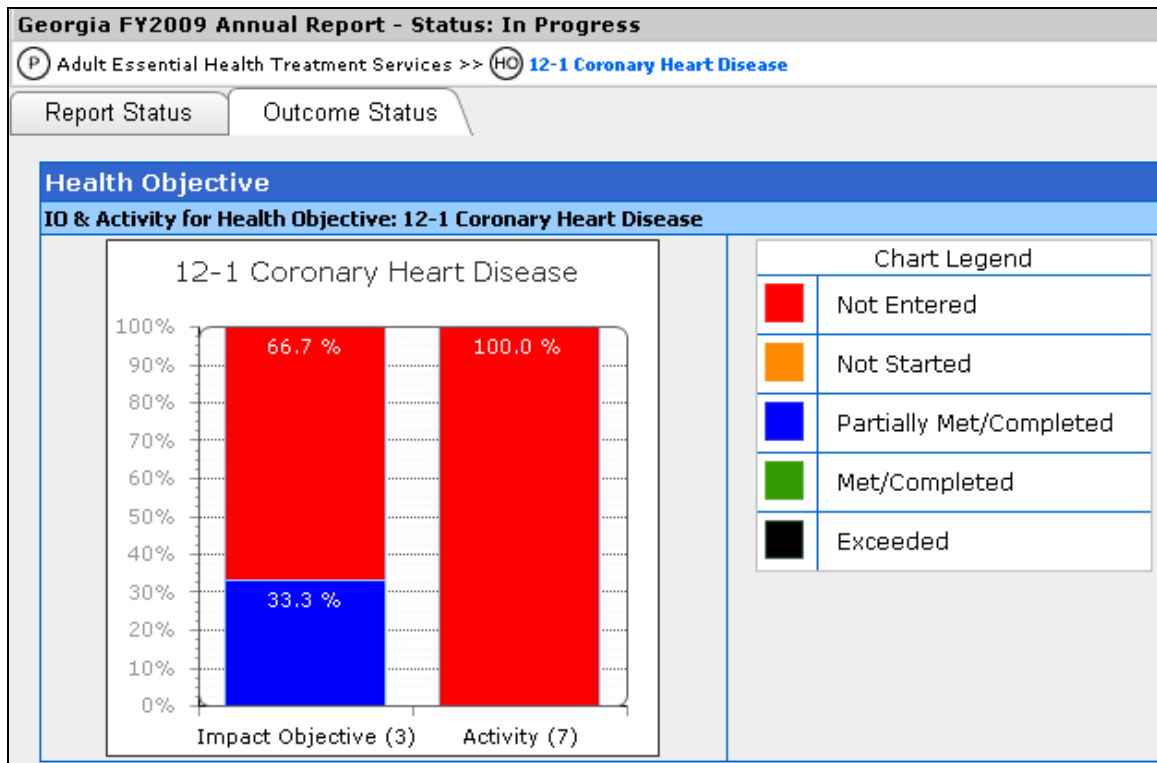 Georgia FY2009 Annual Report - Status: In Progress
P Adult Essential Health Treatment Services >> HO 12-1 Coronary Heart Disease
Report Status Outcome Status
Health Objective
IO & Activity for Health Objective: 12-1 Coronary Heart Disease
12-1 Coronary Heart Disease
100%
90%
80%
70%
60%
50%
40%
30%
20%
10%
0%
66.7 % 100.0 %
33.3 %
Impact Objective (3) Activity (7)
Chart Legend
Not Entered
Not Started
Partially Met/Completed
Met/Completed
Exceeded